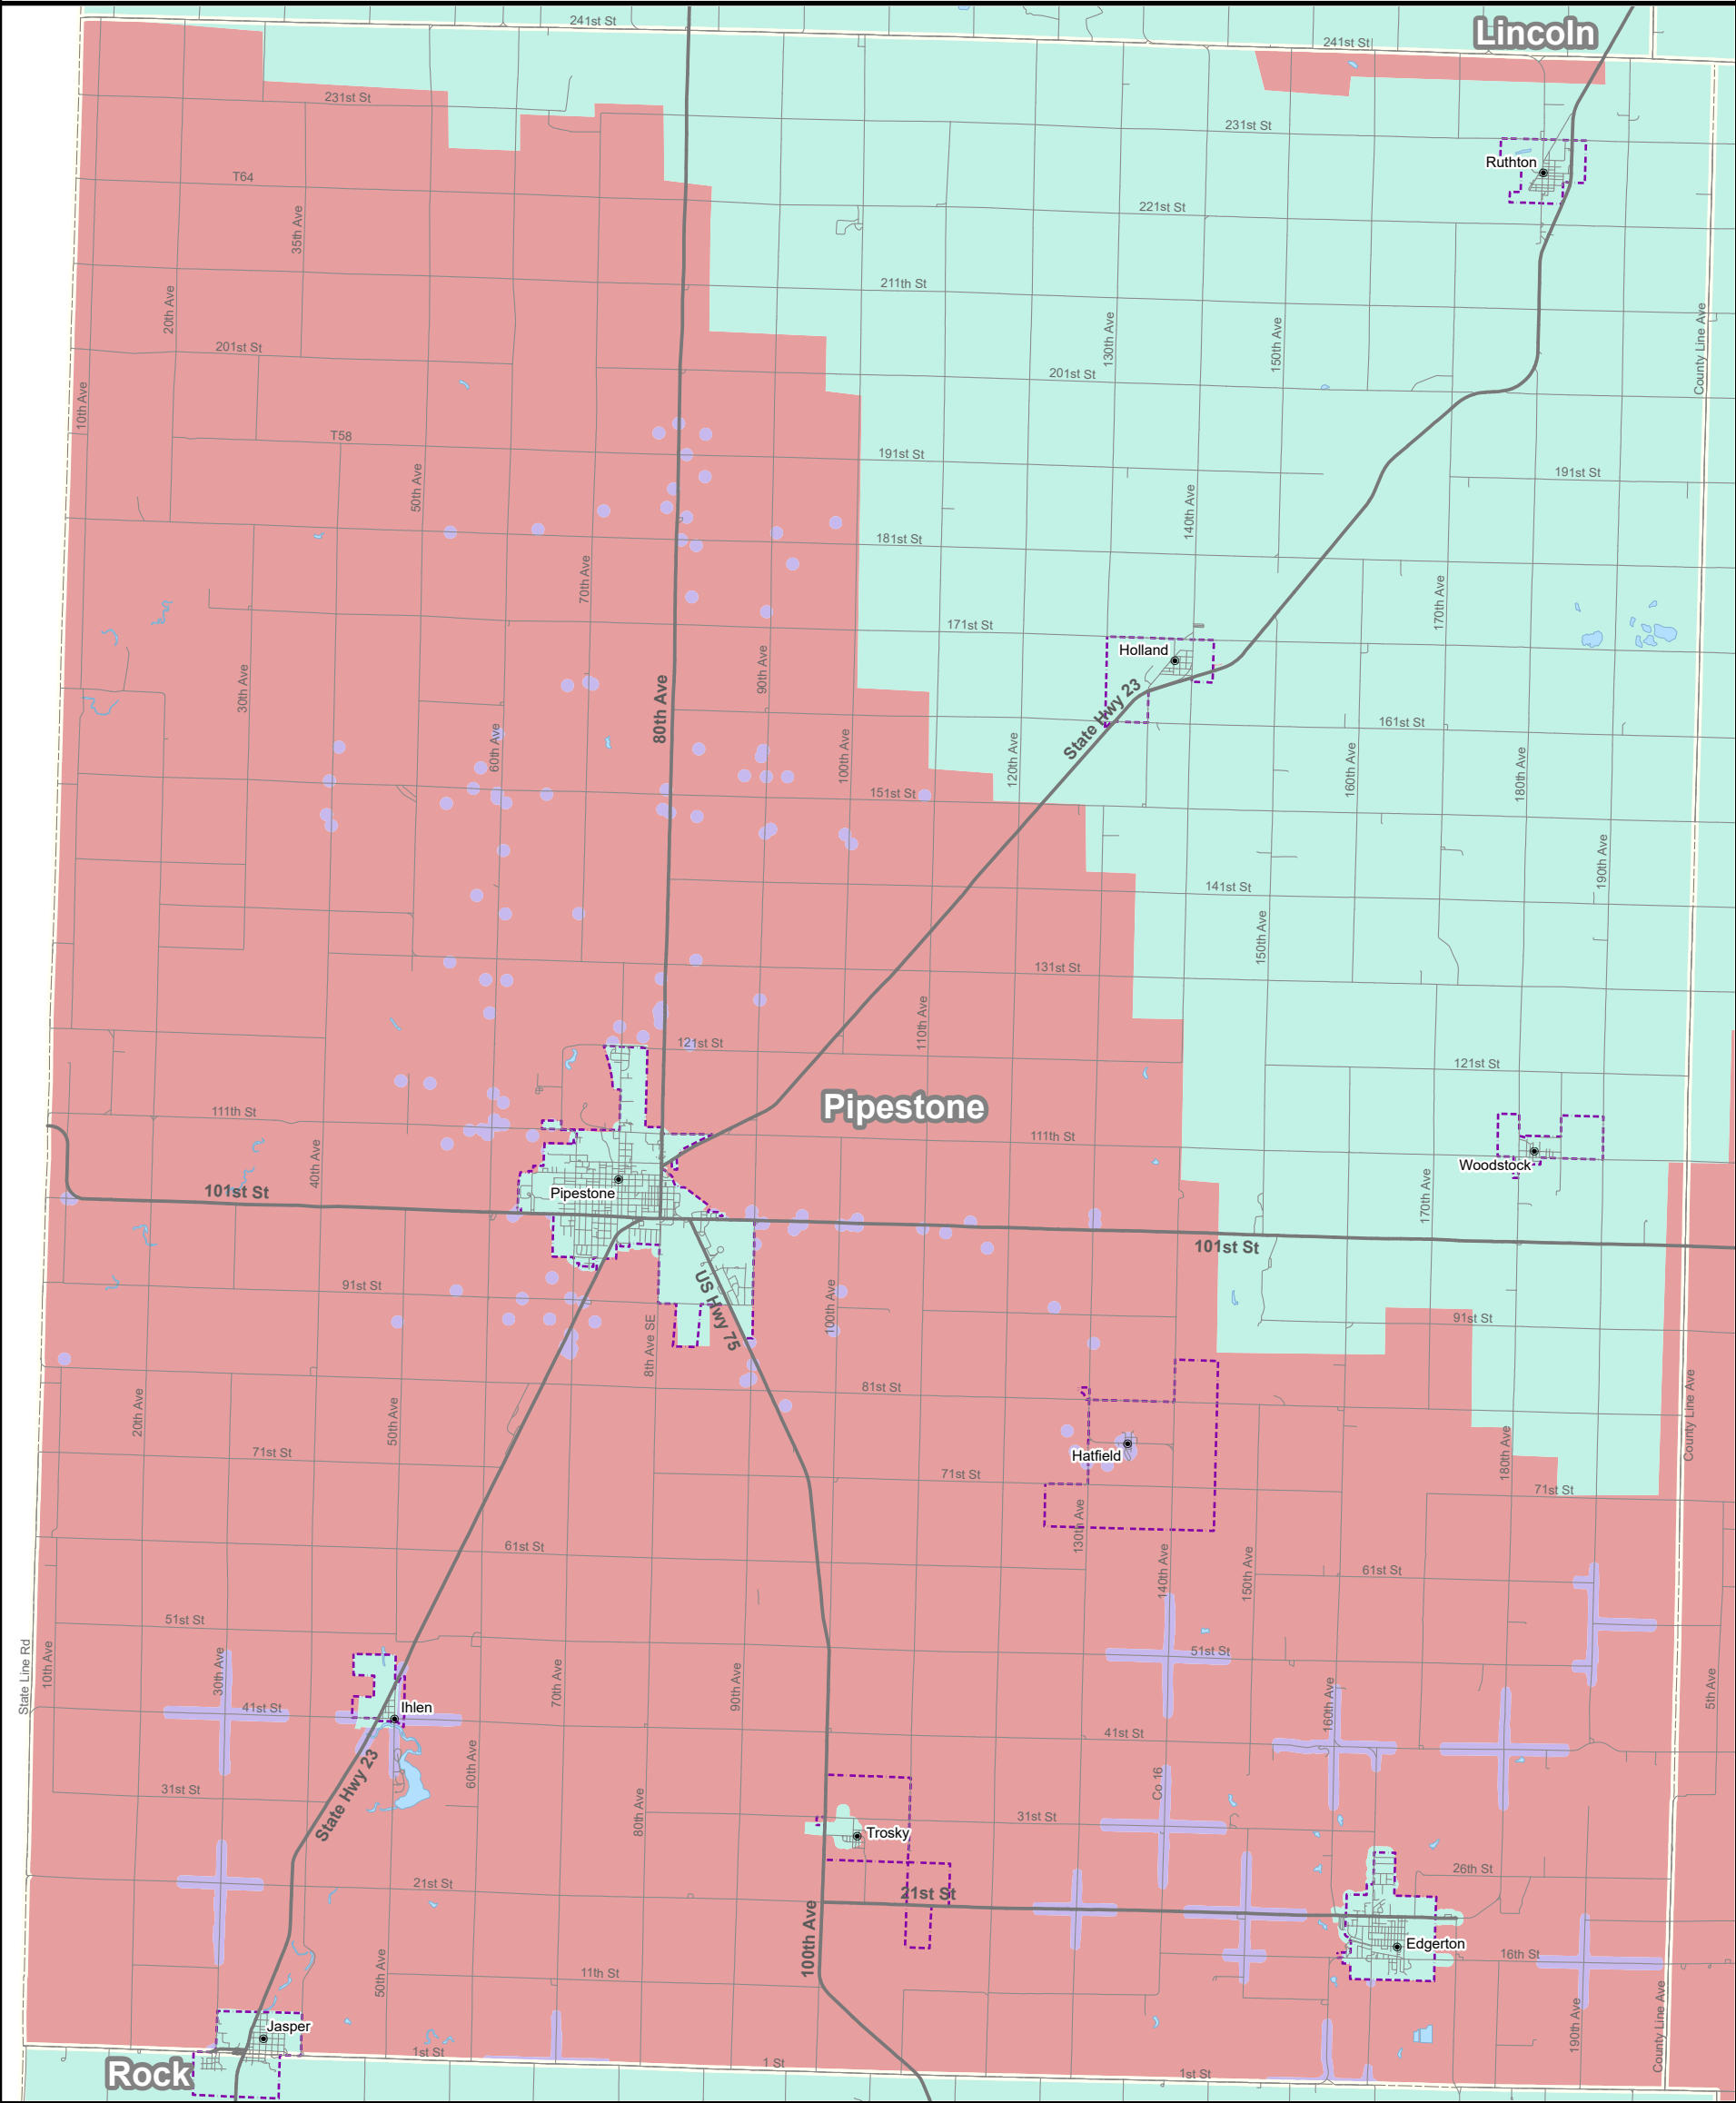 241st St
Lincoln
241st St
231st St
231st St
Ruthton
T64
221st St
35th Ave
211th St
20th Ave
130th Ave
150th Ave
County Line Ave
201st St
201st St
10th Ave
T58
191st St
191st St
50th Ave
140th Ave
181st St
70th Ave
170th Ave
171st St
Holland
90th Ave
30th Ave
80th Ave
State Hwy 23
161st St
60th Ave
100th Ave
120th Ave
160th Ave
180th Ave
151st St
190th Ave
141st St
150th Ave
131st St
110th Ave
121st St
121st St
Pipestone
111th St
111th St
40th Ave
Woodstock
101st St
Pipestone
170th Ave
101st St
91st St
US Hwy 75
100th Ave
91st St
8th Ave SE
81st St
20th Ave
50th Ave
County Line Ave
180th Ave
71st St
Hatfield
71st St
71st St
130th Ave
61st St
61st St
140th Ave
150th Ave
51st St
51st St
State Line Rd
10th Ave
30th Ave
70th Ave
90th Ave
160th Ave
5th Ave
41st St
Ihlen
41st St
60th Ave
State Hwy 23
31st St
80th Ave
Co 16
31st St
Trosky
26th St
21st St
21st St
100th Ave
Edgerton
16th St
50th Ave
11th St
190th Ave
County Line Ave
Jasper
1st St
1 St
1st St
Rock